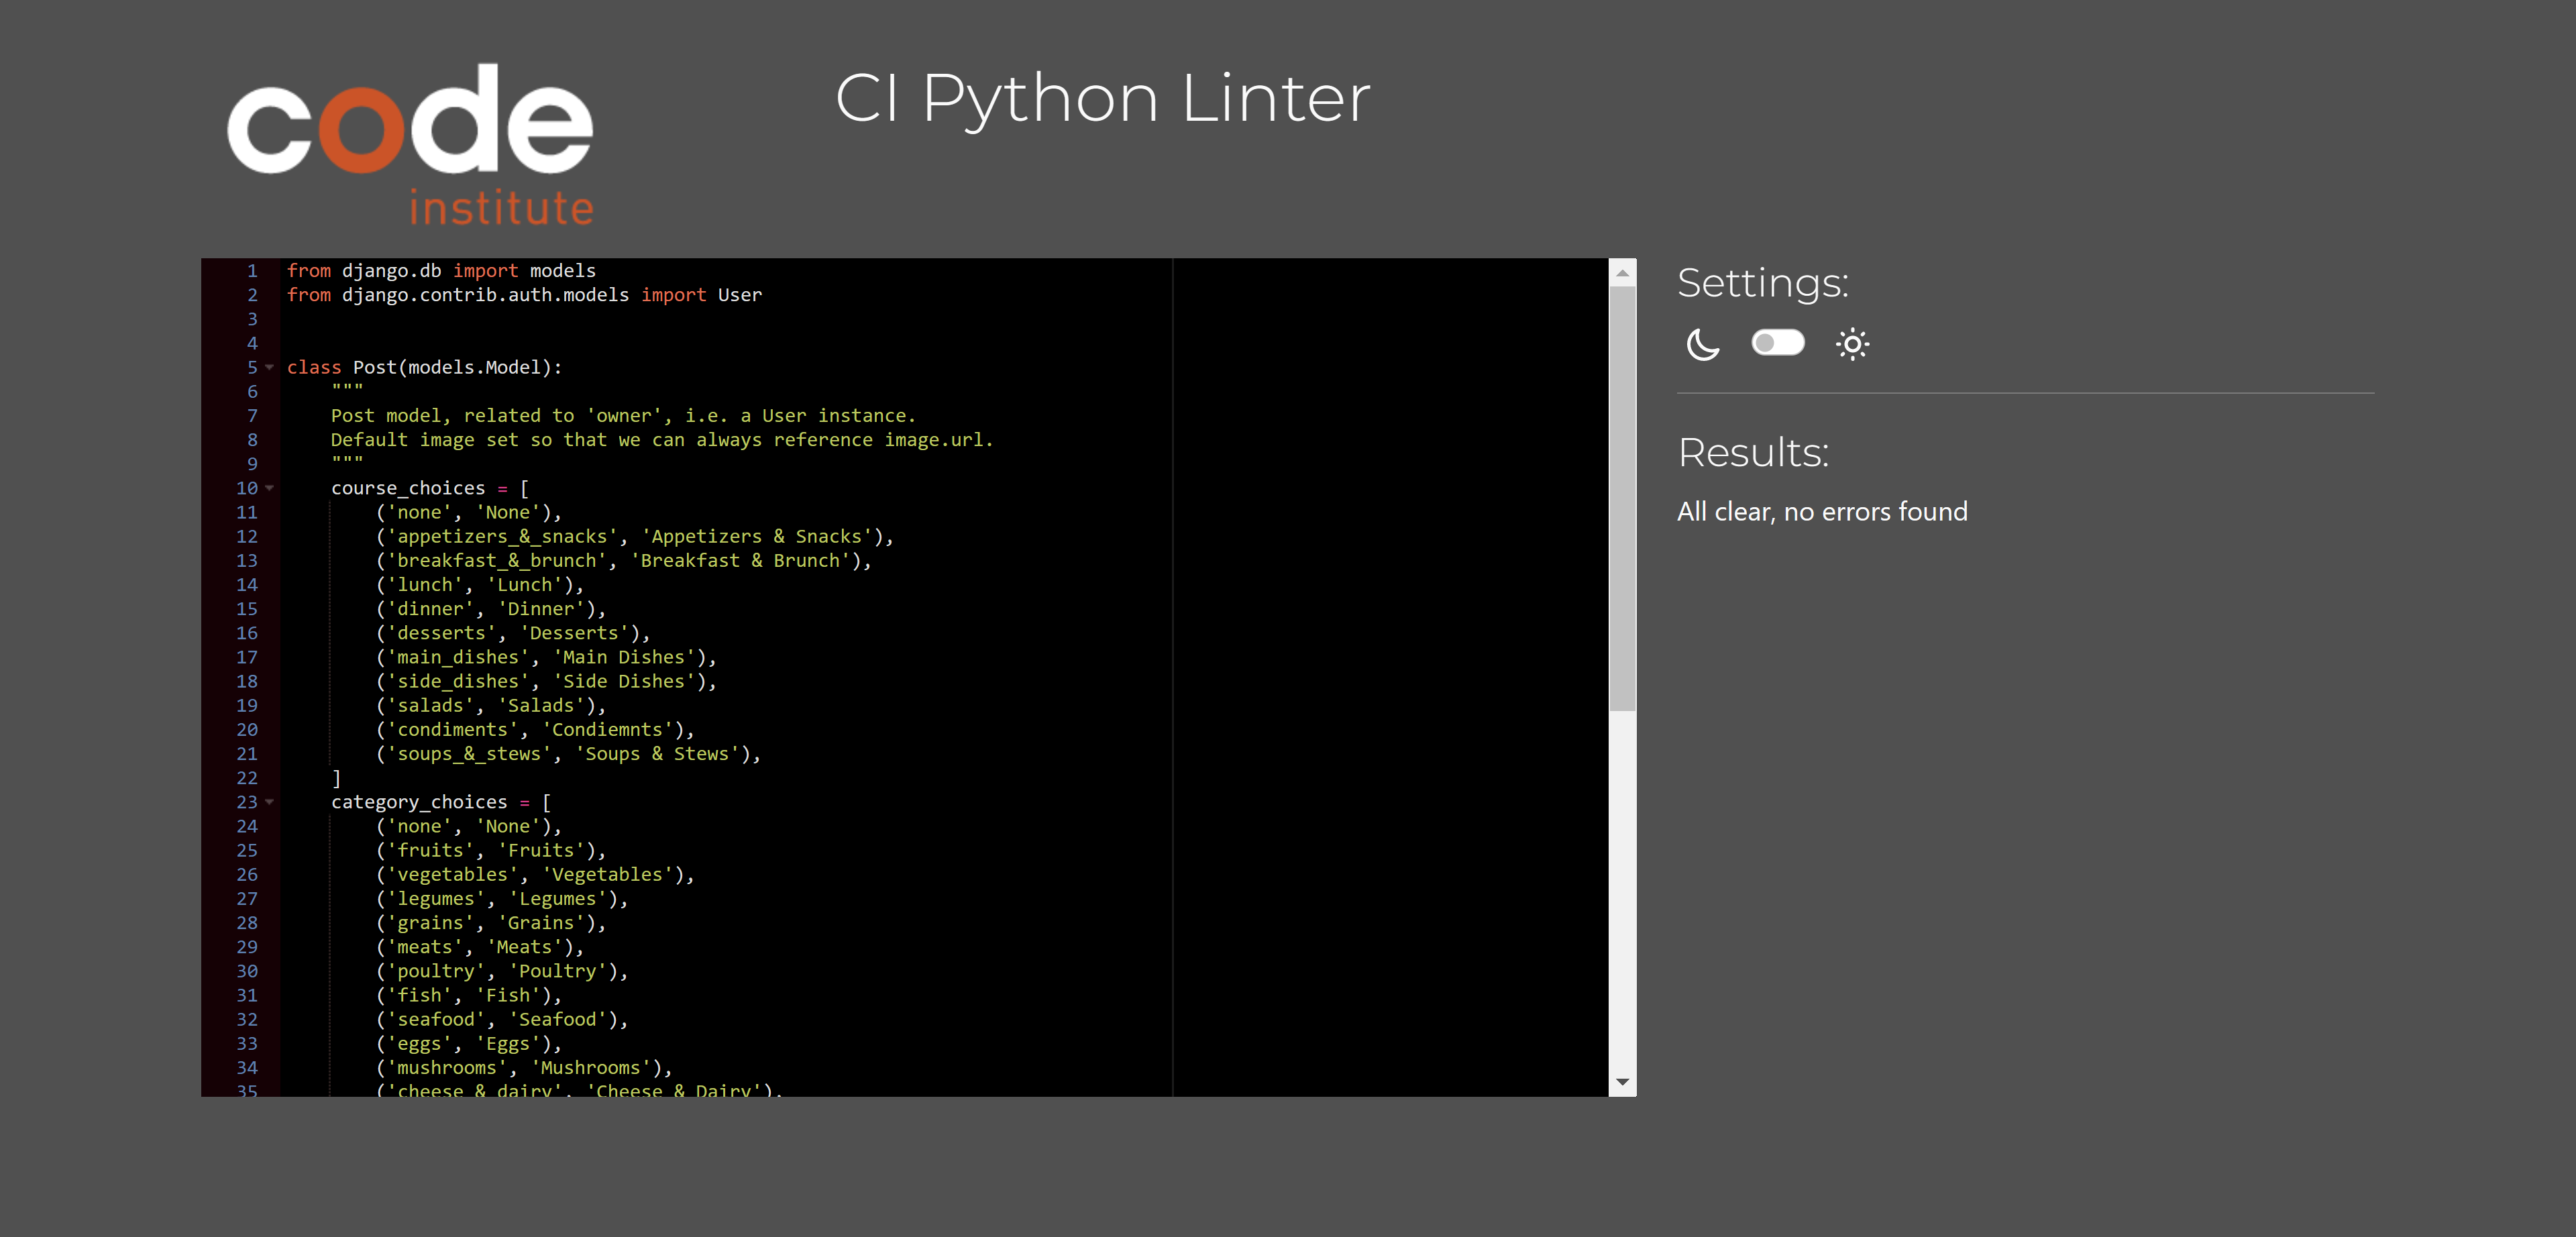 code
institute
CI Python Linter
1 from django.db import models
2 from django.contrib.auth.models import User
3
4
5 class Post(models.Model):
6     """
7     Post model, related to 'owner', i.e. a User instance.
8     Default image set so that we can always reference image.url.
9     """
10     course_choices = [
11         ('none', 'None'),
12         ('appetizers_&_snacks', 'Appetizers & Snacks'),
13         ('breakfast_&_brunch', 'Breakfast & Brunch'),
14         ('lunch', 'Lunch'),
15         ('dinner', 'Dinner'),
16         ('desserts', 'Desserts'),
17         ('main_dishes', 'Main Dishes'),
18         ('side_dishes', 'Side Dishes'),
19         ('salads', 'Salads'),
20         ('condiments', 'Condiemnts'),
21         ('soups_&_stews', 'Soups & Stews'),
22     ]
23     category_choices = [
24         ('none', 'None'),
25         ('fruits', 'Fruits'),
26         ('vegetables', 'Vegetables'),
27         ('legumes', 'Legumes'),
28         ('grains', 'Grains'),
29         ('meats', 'Meats'),
30         ('poultry', 'Poultry'),
31         ('fish', 'Fish'),
32         ('seafood', 'Seafood'),
33         ('eggs', 'Eggs'),
34         ('mushrooms', 'Mushrooms'),
35         ('cheese_&_dairy', 'Cheese & Dairy'),
Settings:
Results:
All clear, no errors found